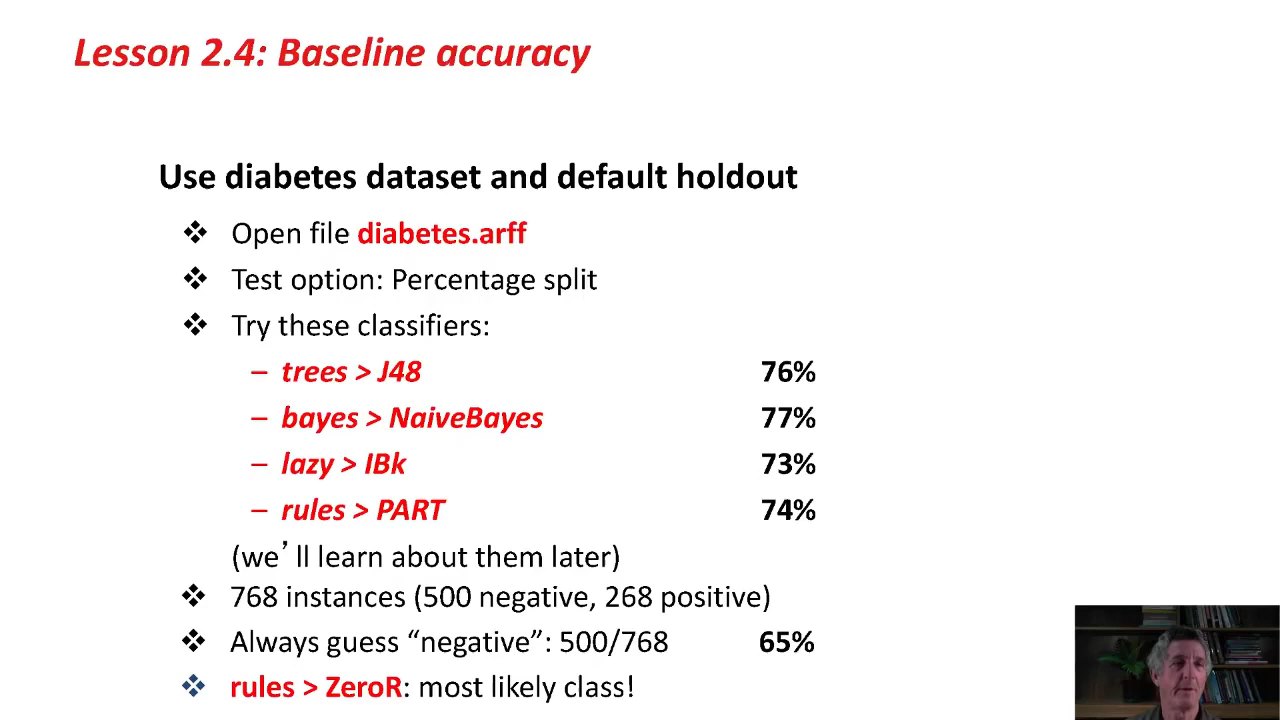 Lesson 2.4: Baseline accuracy
Use diabetes dataset and default holdout
❖ Open file diabetes.arff
❖ Test option: Percentage split
❖ Try these classifiers:
– trees > J48 76%
– bayes > NaiveBayes 77%
– lazy > IBk 73%
– rules > PART 74%
(we’ll learn about them later)
❖ 768 instances (500 negative, 268 positive)
❖ Always guess “negative”: 500/768 65%
❖ rules > ZeroR: most likely class!